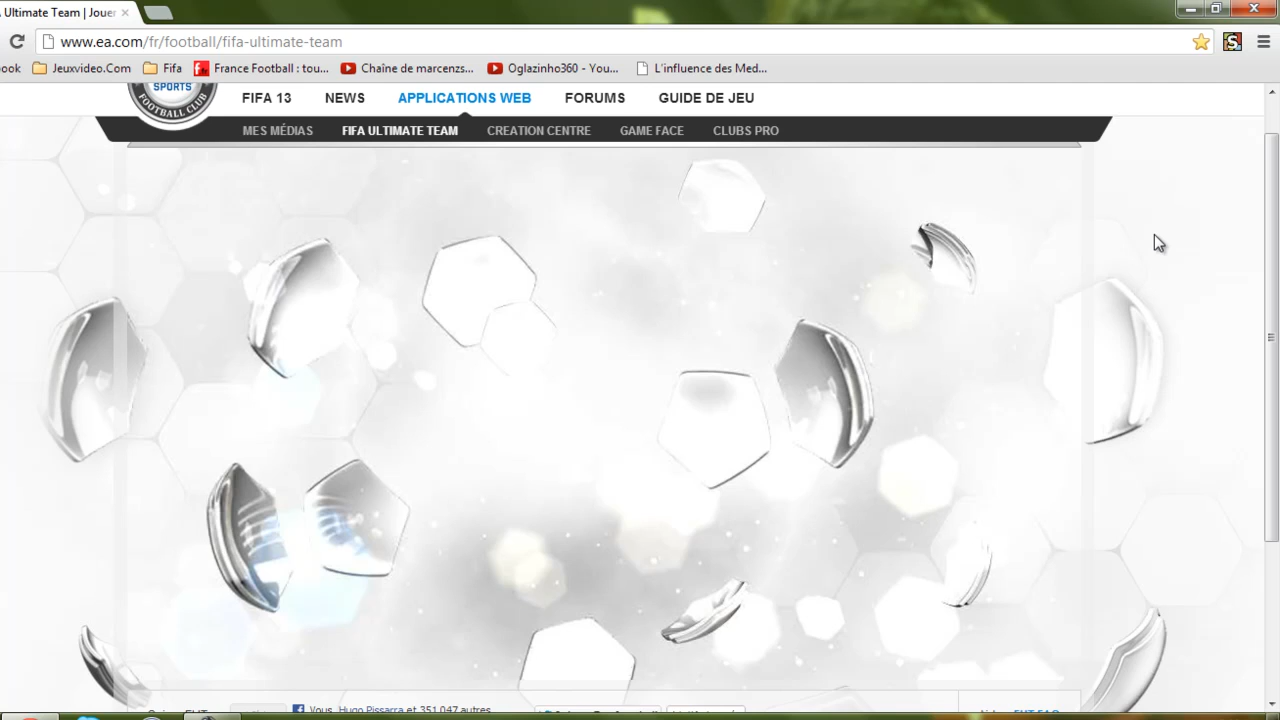 Ultimate Team | Jouer
www.ea.com/fr/football/fifa-ultimate-team
ook Jeuxvideo.Com Fifa France Football : tou... Chaîne de marcenzs... Oglazinho360 - You... L'influence des Med...
SPORTS
FOOTBALL CLUB
FIFA 13 NEWS APPLICATIONS WEB FORUMS GUIDE DE JEU
MES MÉDIAS FIFA ULTIMATE TEAM CREATION CENTRE GAME FACE CLUBS PRO
Vous, Hugo Pissarra et 351 047 autres